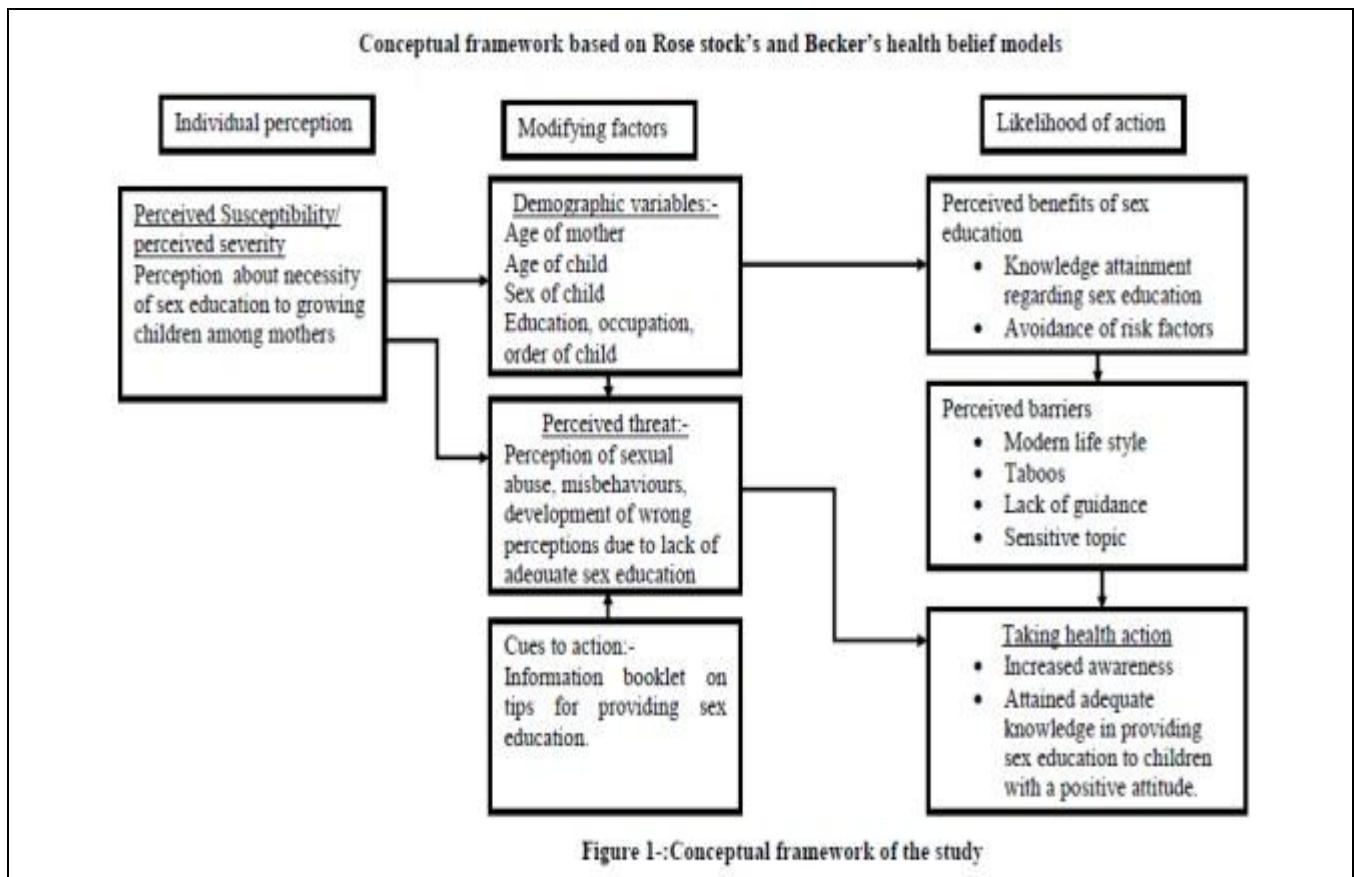 Conceptual framework based on Rose stock's and Becker's health belief models
Individual perception
Modifying factors
Likelihood of action
Perceived Susceptibility/
perceived severity
Perception about necessity
of sex education to growing
children among mothers
Demographic variables:-
Age of mother
Age of child
Sex of child
Education, occupation,
order of child
Perceived threat:-
Perception of sexual
abuse, misbehaviours,
development of wrong
perceptions due to lack of
adequate sex education
Cues to action:-
Information booklet on
tips for providing sex
education.
Perceived benefits of sex
education
• Knowledge attainment
regarding sex education
• Avoidance of risk factors
Perceived barriers
• Modern life style
• Taboos
• Lack of guidance
• Sensitive topic
Taking health action
• Increased awareness
• Attained adequate
knowledge in providing
sex education to children
with a positive attitude.
Figure 1-:Conceptual framework of the study